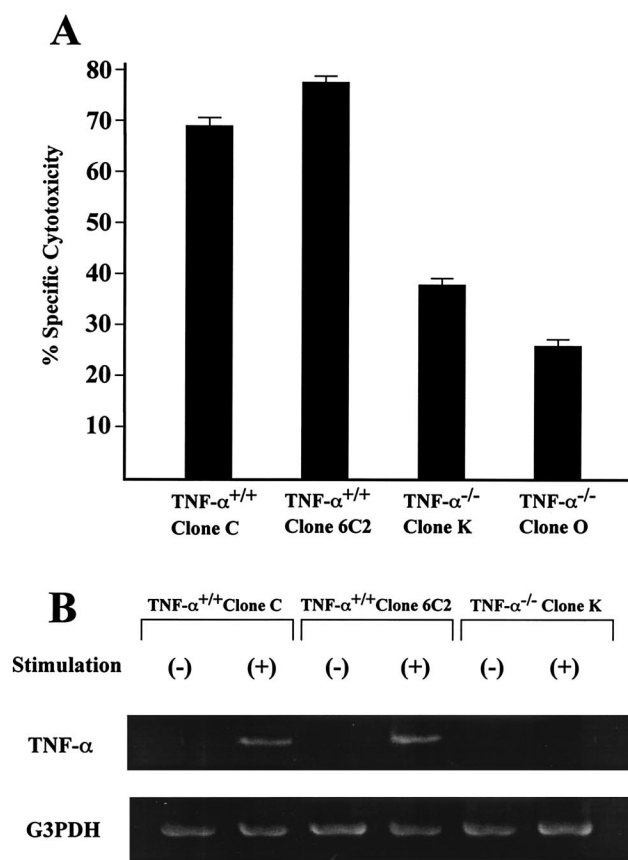 A
% Specific Cytotoxicity
80
70
60
50
40
30
20
10
TNF-α+/+ TNF-α+/+ TNF-α-/- TNF-α-/-
Clone C Clone 6C2 Clone K Clone O
B
TNF-α+/+ Clone C TNF-α+/+ Clone 6C2 TNF-α-/- Clone K
Stimulation (-) (+) (-) (+) (-) (+)
TNF-α
G3PDH